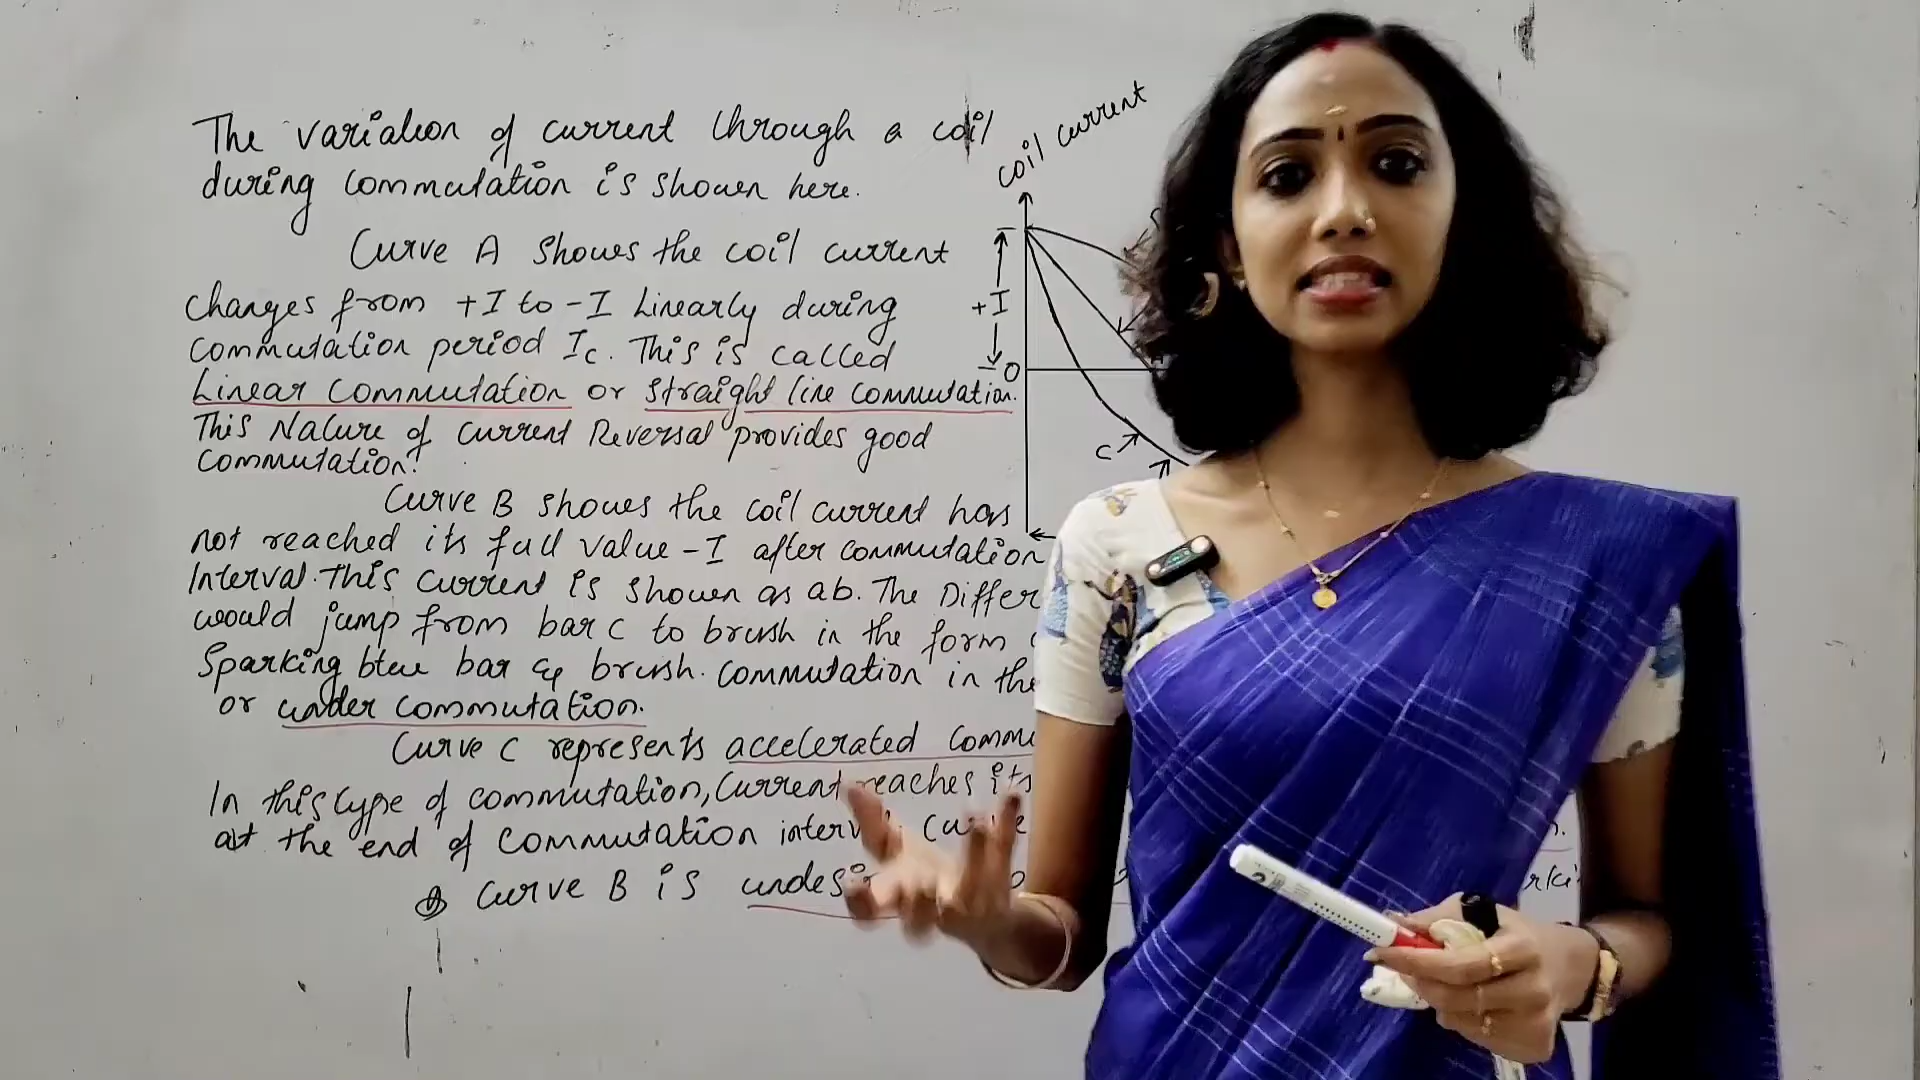 The variation of current through a coil
during commutation is shown here.
Curve A shows the coil current
changes from +I to -I Linearly during
commutation period Ic. This is called
Linear commutation or straight line commutation.
This Nature of current Reversal provides good
commutation.
Curve B shows the coil current has
not reached its full value -I after commutation
Interval. This current is shown as ab. The Differ
would jump from bar c to brush in the form
Sparking btw bar & brush. commutation in the
or under commutation.
Curve C represents accelerated comm
In this type of commutation, current reaches its
at the end of commutation interv
Curve B is undesi
coil current
+I
0
C